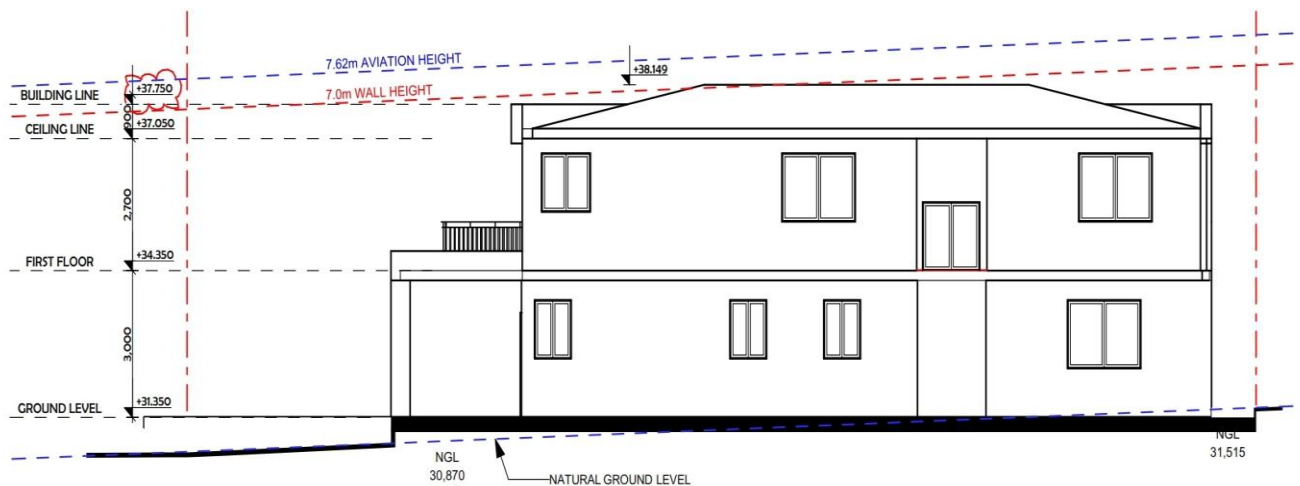 7.62m AVIATION HEIGHT
+38.149
+37.750
BUILDING LINE
7.0m WALL HEIGHT
900
+37.050
CEILING LINE
2,700
+34.350
FIRST FLOOR
3,000
+31.350
GROUND LEVEL
NGL
30,870
NATURAL GROUND LEVEL
NGL
31,515